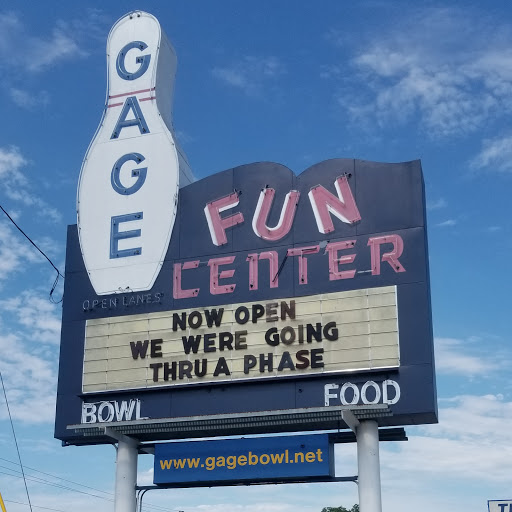 GAGE
FUN
CENTER
OPEN LANES
NOW OPEN
WE WERE GOING
THRU A PHASE
BOWL
FOOD
www.gagebowl.net